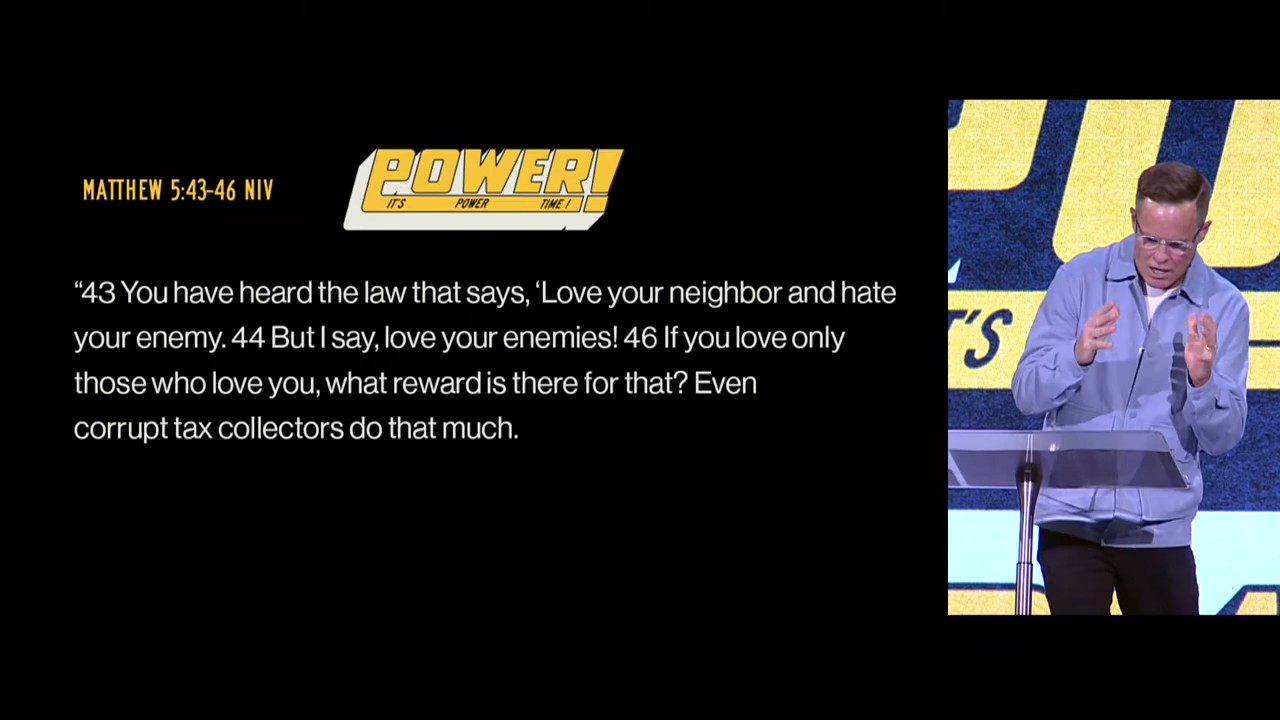 MATTHEW 5:43-46 NIV
POWER!
IT'S POWER TIME!
“43 You have heard the law that says, ‘Love your neighbor and hate
your enemy. 44 But I say, love your enemies! 46 If you love only
those who love you, what reward is there for that? Even
corrupt tax collectors do that much.
'S